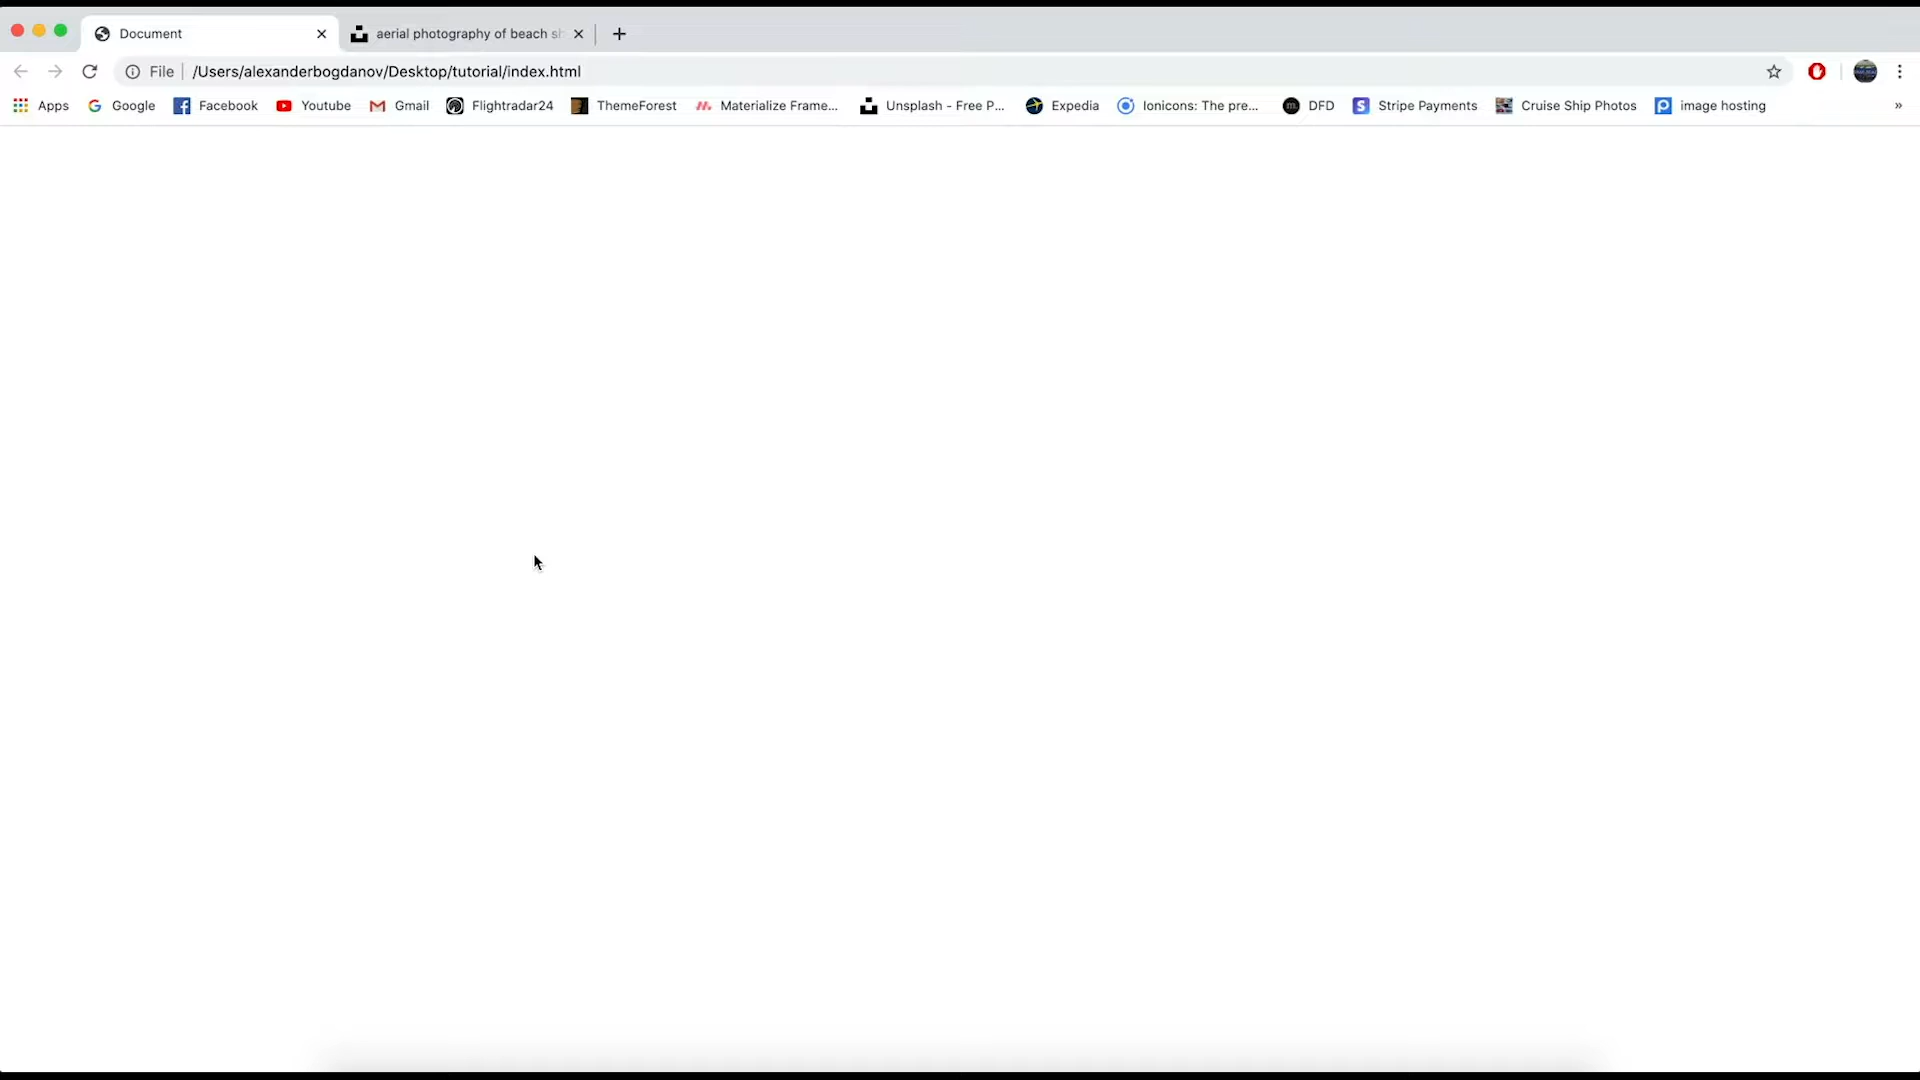 Document
aerial photography of beach sh
File /Users/alexanderbogdanov/Desktop/tutorial/index.html
Apps Google Facebook Youtube Gmail Flightradar24 ThemeForest Materialize Frame... Unsplash - Free P... Expedia Ionicons: The pre... DFD Stripe Payments Cruise Ship Photos image hosting »